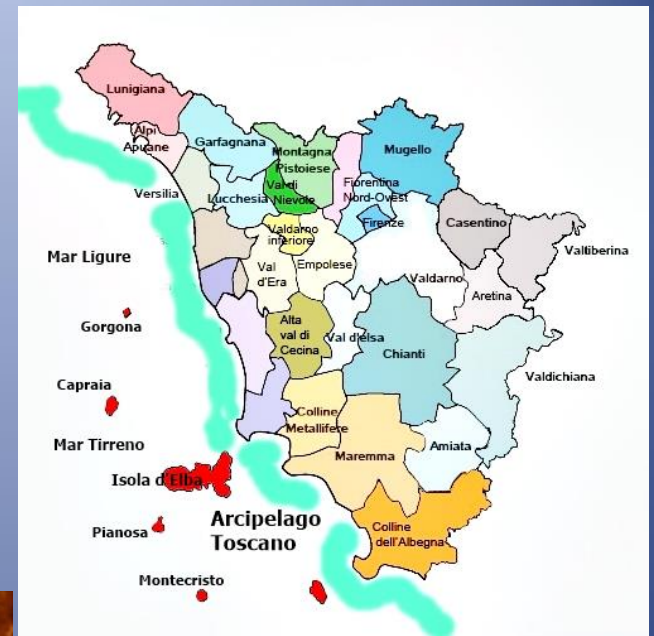 Lunigiana
Alpi
Apuane
Garfagnana
Versilia
Lucchesia
Montagna
Pistoiese
Val di
Nievole
Fiorentina
Nord-Ovest
Firenze
Mugello
Casentino
Valtiberina
Valdarno
inferiore
Val
d'Era
Empolese
Valdarno
Aretina
Mar Ligure
Gorgona
Alta
val di
Cecina
Val d'elsa
Chianti
Valdichiana
Capraia
Colline
Metallifere
Mar Tirreno
Maremma
Amiata
Isola d'Elba
Pianosa
Arcipelago
Toscano
Colline
dell'Albegna
Montecristo